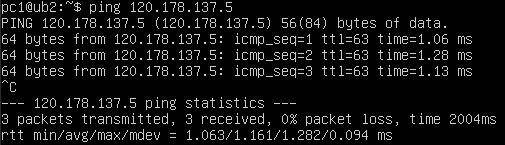 pc1@ub2:~$ ping 120.178.137.5
PING 120.178.137.5 (120.178.137.5) 56(84) bytes of data.
64 bytes from 120.178.137.5: icmp_seq=1 ttl=63 time=1.06 ms
64 bytes from 120.178.137.5: icmp_seq=2 ttl=63 time=1.28 ms
64 bytes from 120.178.137.5: icmp_seq=3 ttl=63 time=1.13 ms
^C
--- 120.178.137.5 ping statistics ---
3 packets transmitted, 3 received, 0% packet loss, time 2004ms
rtt min/avg/max/mdev = 1.063/1.161/1.282/0.094 ms